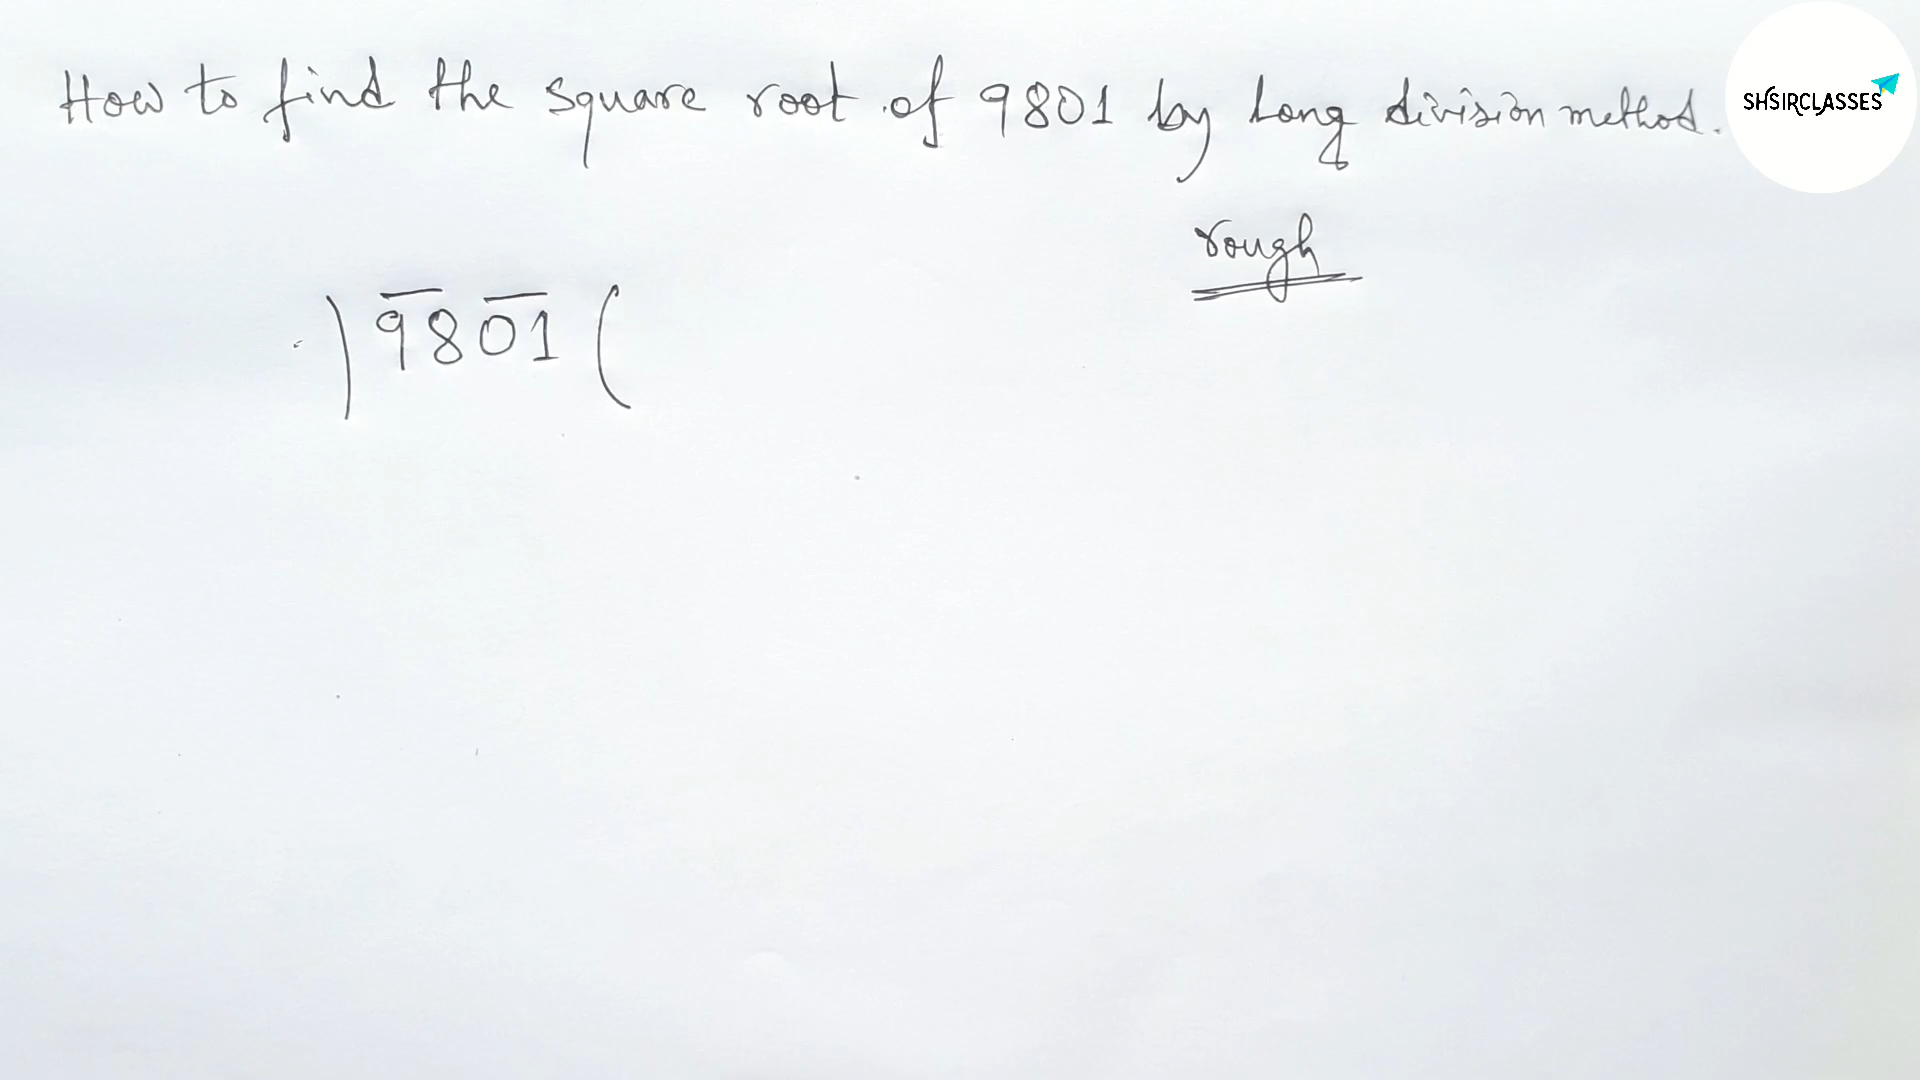 How to find the square root of 9801 by long division method.
SHSIRCLASSES
rough
) 9801 (